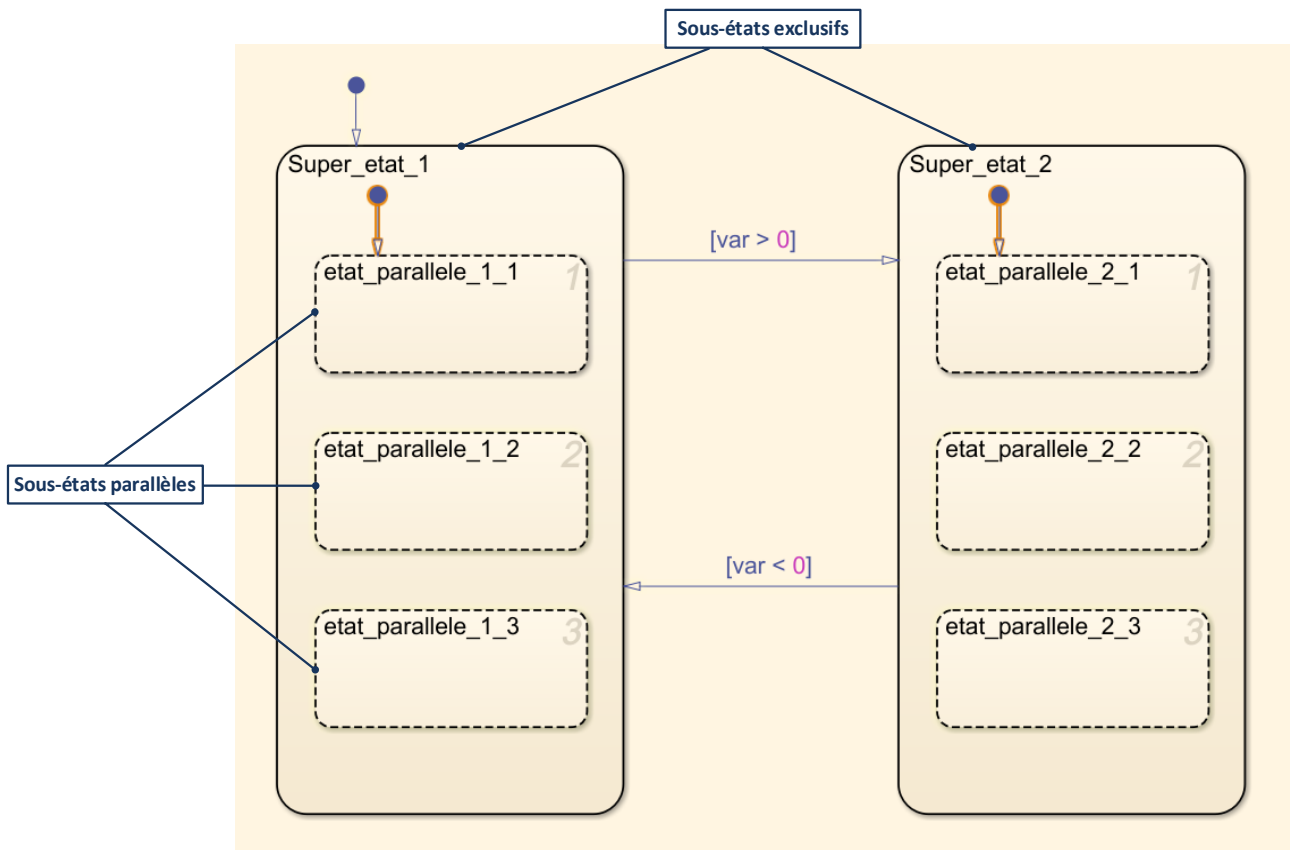 Sous-états exclusifs
Super_etat_1
Super_etat_2
[var > 0]
etat_parallele_1_1
1
etat_parallele_2_1
1
etat_parallele_1_2
2
etat_parallele_2_2
2
Sous-états parallèles
[var < 0]
etat_parallele_1_3
3
etat_parallele_2_3
3